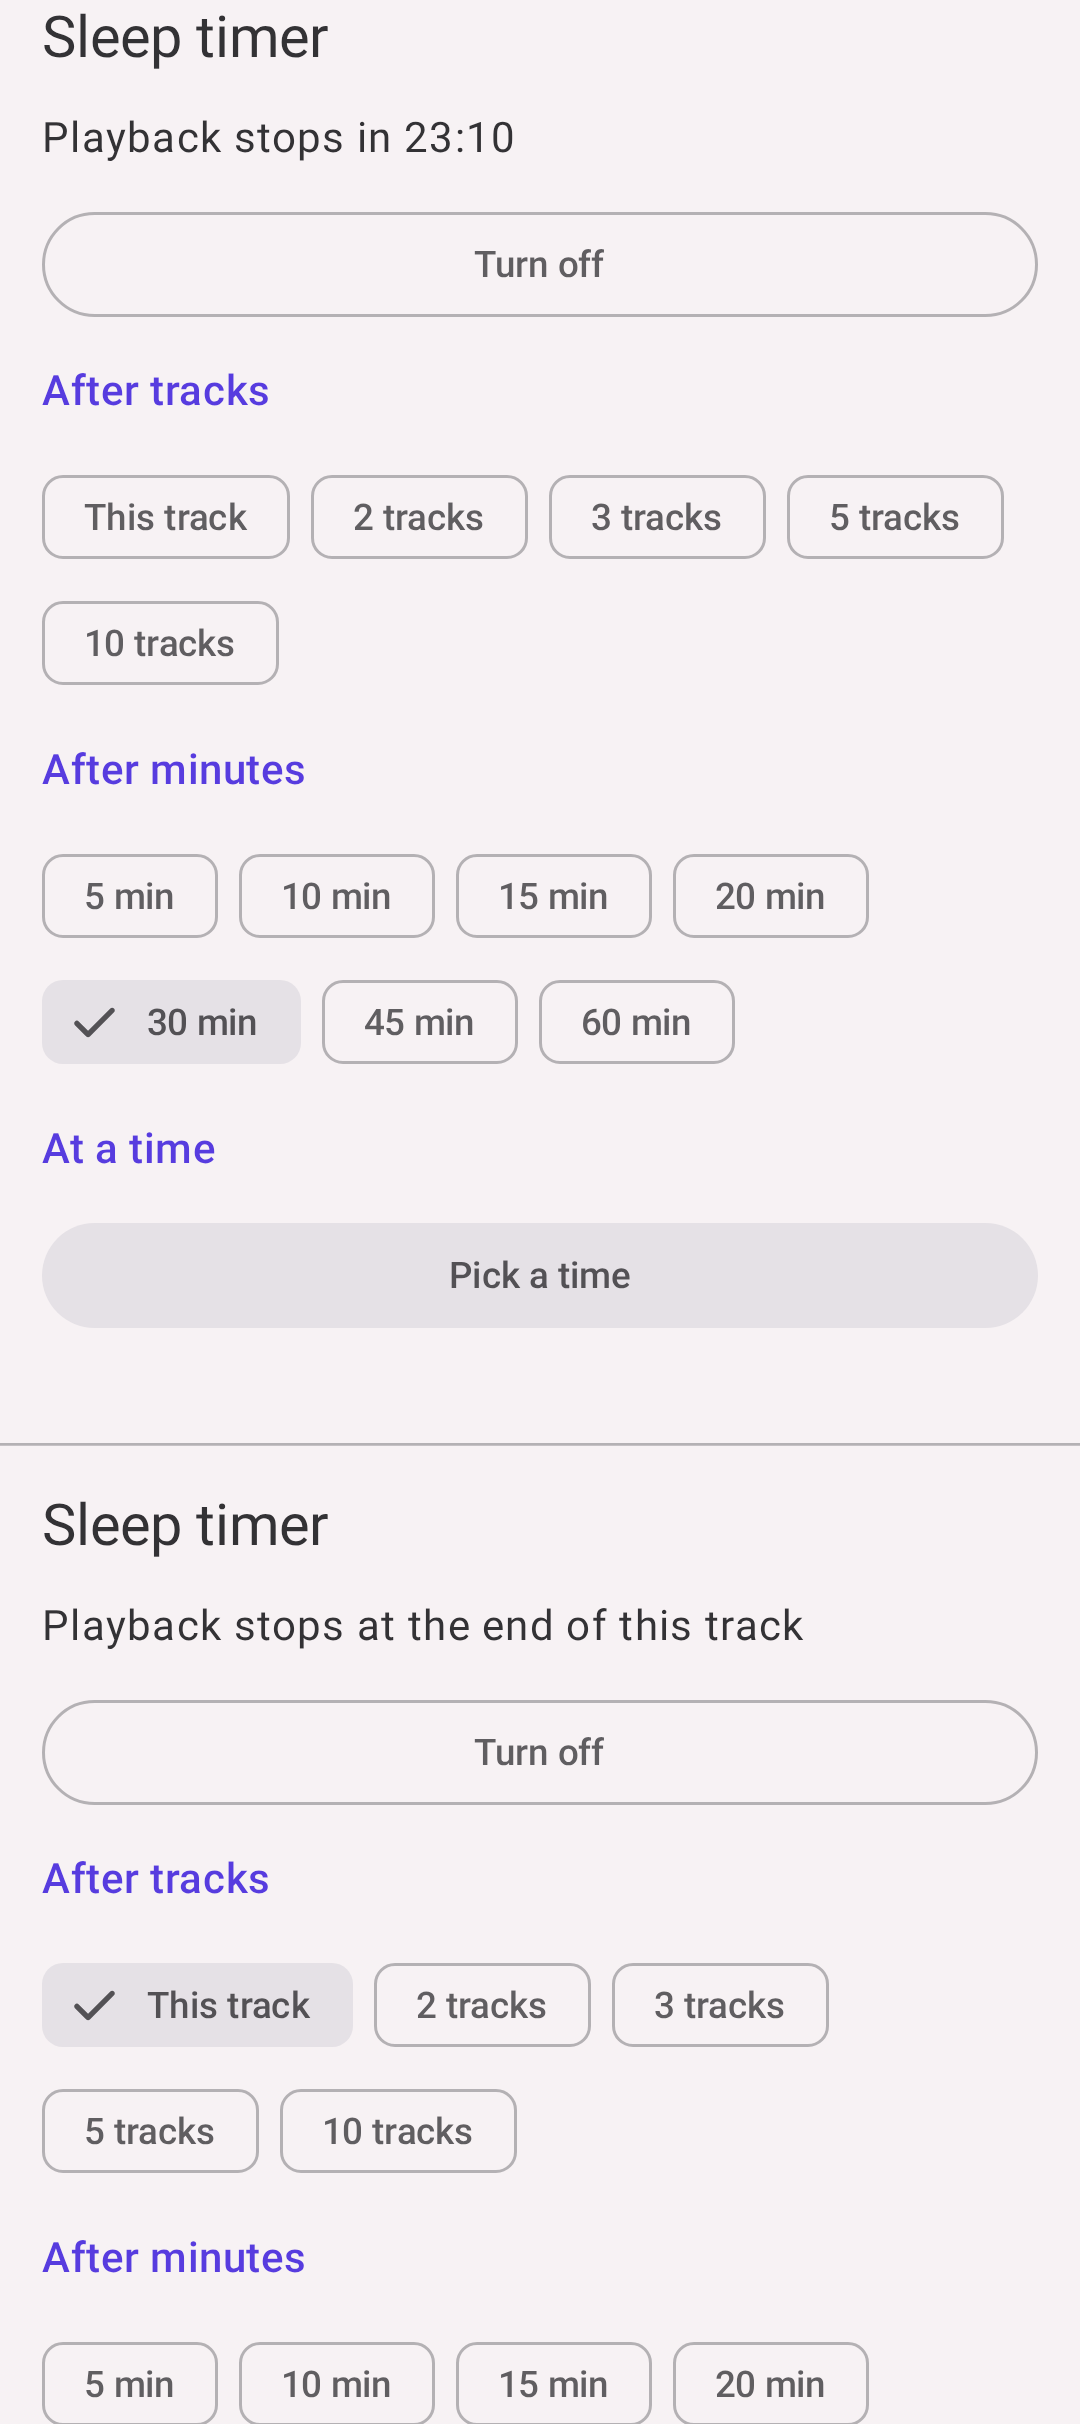 Sleep timer
Playback stops in 23:10
Turn off
After tracks
This track 2 tracks 3 tracks 5 tracks
10 tracks
After minutes
5 min 10 min 15 min 20 min
30 min 45 min 60 min
At a time
Pick a time
Sleep timer
Playback stops at the end of this track
Turn off
After tracks
This track 2 tracks 3 tracks
5 tracks 10 tracks
After minutes
5 min 10 min 15 min 20 min